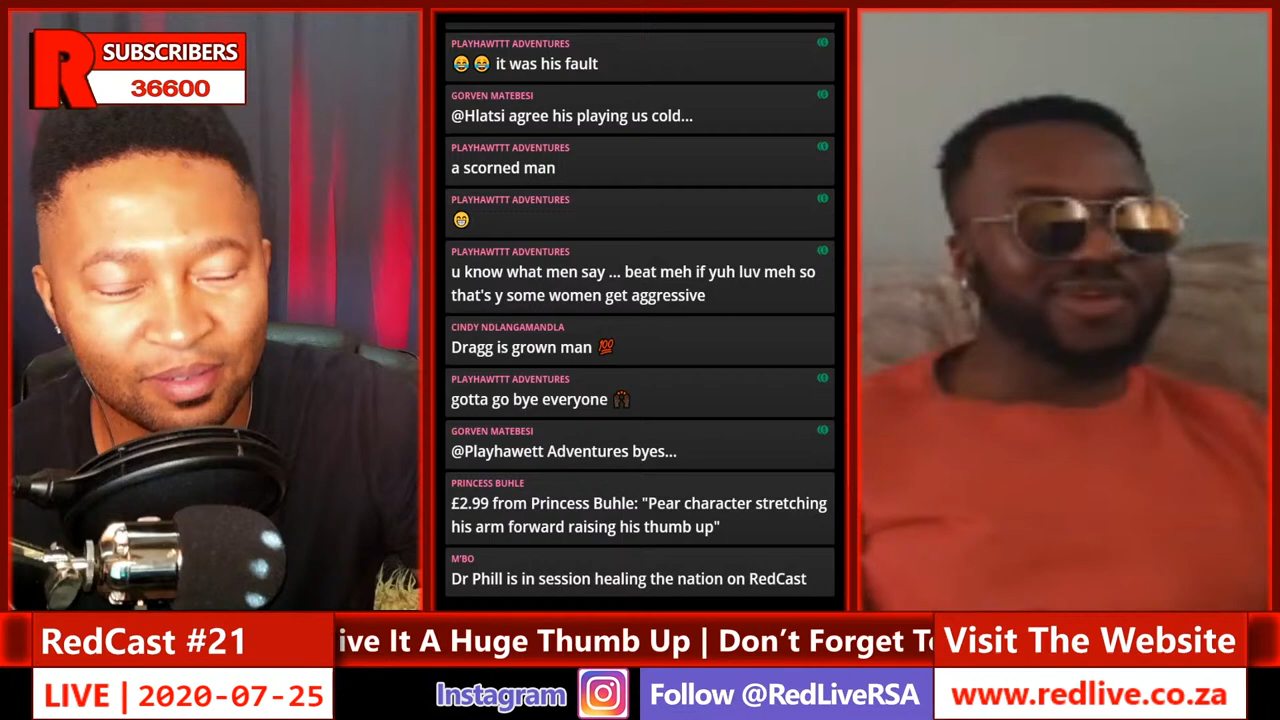 R
SUBSCRIBERS
36600
PLAYHAWTTT ADVENTURES
😂 😂 it was his fault
GORVEN MATEBESI
@Hlatsi agree his playing us cold...
PLAYHAWTTT ADVENTURES
a scorned man
PLAYHAWTTT ADVENTURES
😁
PLAYHAWTTT ADVENTURES
u know what men say ... beat meh if yuh luv meh so
that's y some women get aggressive
CINDY NDLANGAMANDLA
Dragg is grown man 💯
PLAYHAWTTT ADVENTURES
gotta go bye everyone 🙌🏿
GORVEN MATEBESI
@Playhawett Adventures byes...
PRINCESS BUHLE
£2.99 from Princess Buhle: "Pear character stretching
his arm forward raising his thumb up"
M'BO
Dr Phill is in session healing the nation on RedCast
RedCast #21
ive It A Huge Thumb Up | Don't Forget To
Visit The Website
LIVE | 2020-07-25
Instagram
Follow @RedLiveRSA
www.redlive.co.za